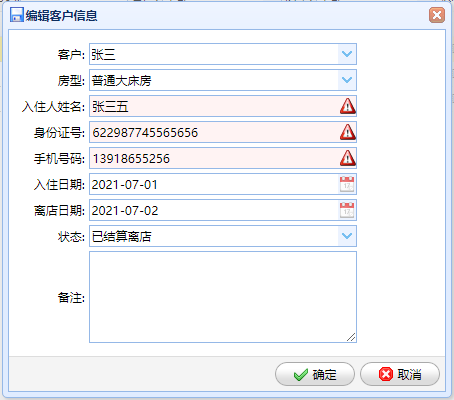 编辑客户信息
客户: 张三
房型: 普通大床房
入住人姓名: 张三五
身份证号: 622987745565656
手机号码: 13918655256
入住日期: 2021-07-01
离店日期: 2021-07-02
状态: 已结算离店
备注:
确定 取消